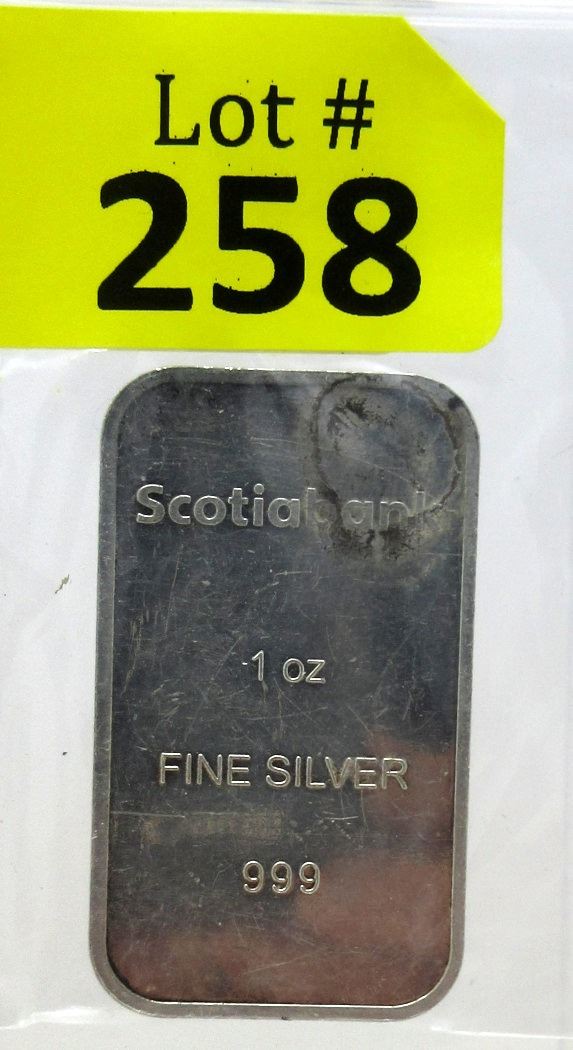 Lot #
258
Scotiabank
1 oz
FINE SILVER
999